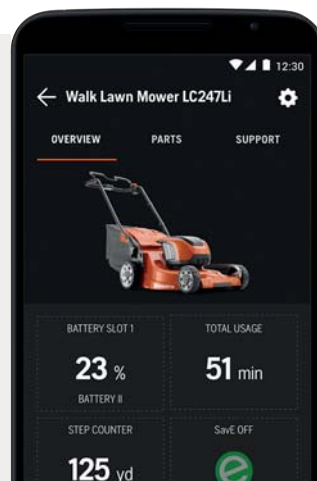 12:30
Walk Lawn Mower LC247Li
OVERVIEW PARTS SUPPORT
BATTERY SLOT 1 TOTAL USAGE
23 % 51 min
BATTERY II
STEP COUNTER SavE OFF
125 yd e